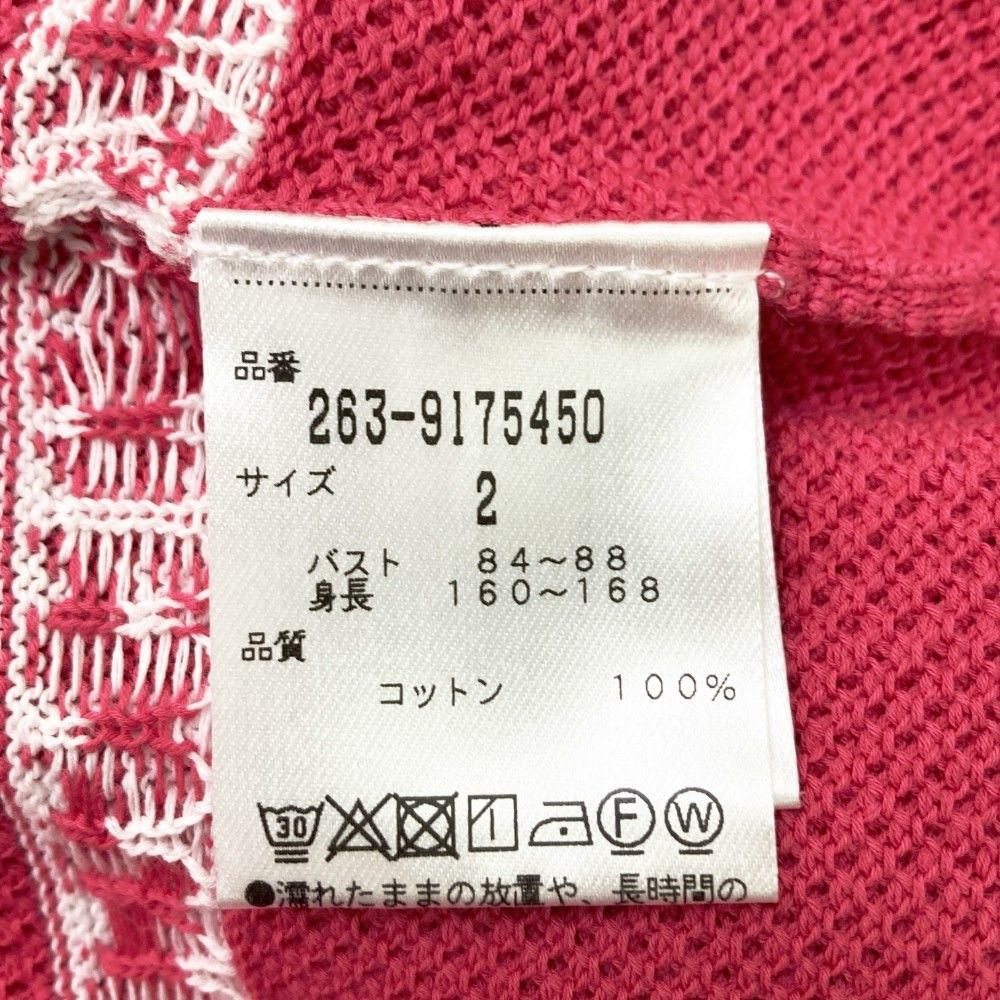 品番
263-9175450
サイズ
2
バスト 84～88
身長 160～168
品質
コットン 100%
30 F W
●濡れたままの放置や、長時間の